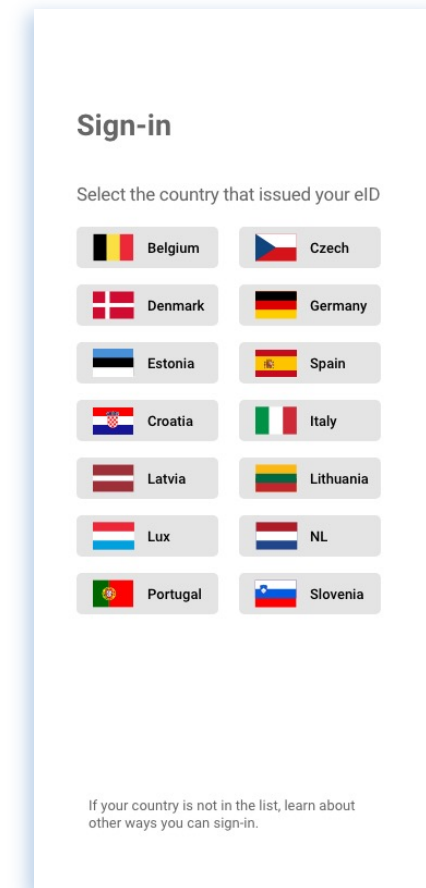 Sign-in
Select the country that issued your eID
Belgium
Czech
Denmark
Germany
Estonia
Spain
Croatia
Italy
Latvia
Lithuania
Lux
NL
Portugal
Slovenia
If your country is not in the list, learn about
other ways you can sign-in.